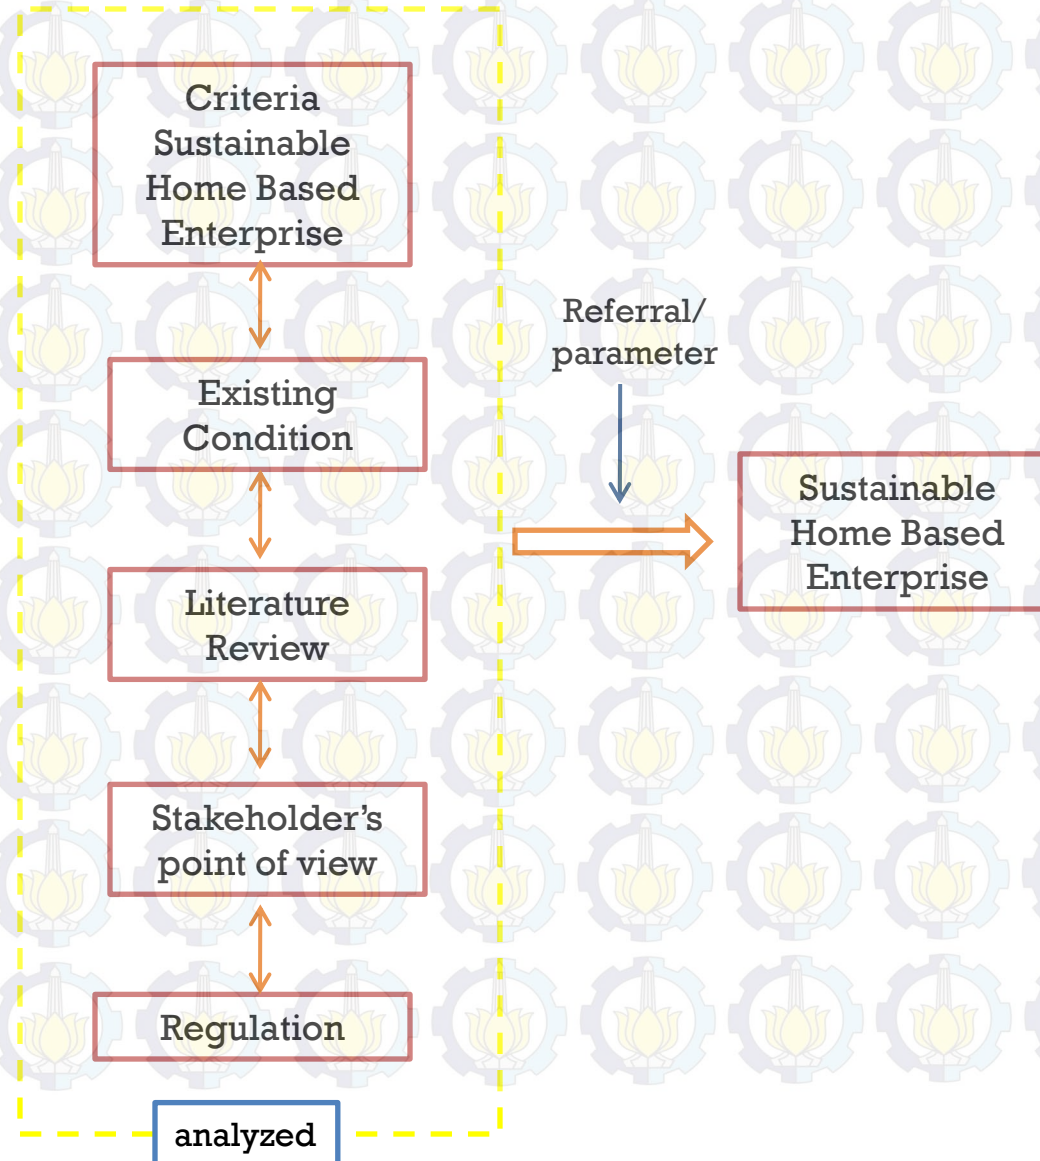 Criteria
Sustainable
Home Based
Enterprise
Existing
Condition
Literature
Review
Stakeholder’s
point of view
Regulation
analyzed
Referral/
parameter
Sustainable
Home Based
Enterprise